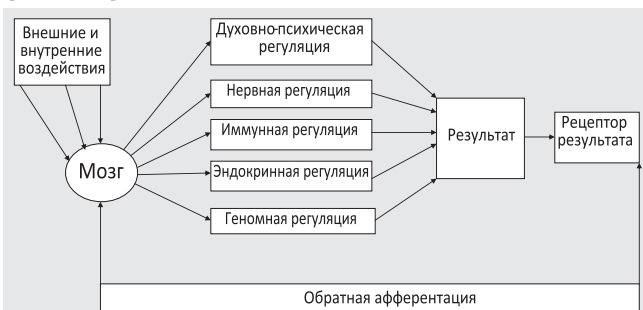 Внешние и
внутренние
воздействия
Мозг
Духовно-психическая
регуляция
Нервная регуляция
Иммунная регуляция
Эндокринная регуляция
Геномная регуляция
Результат
Рецептор
результата
Обратная афферентация